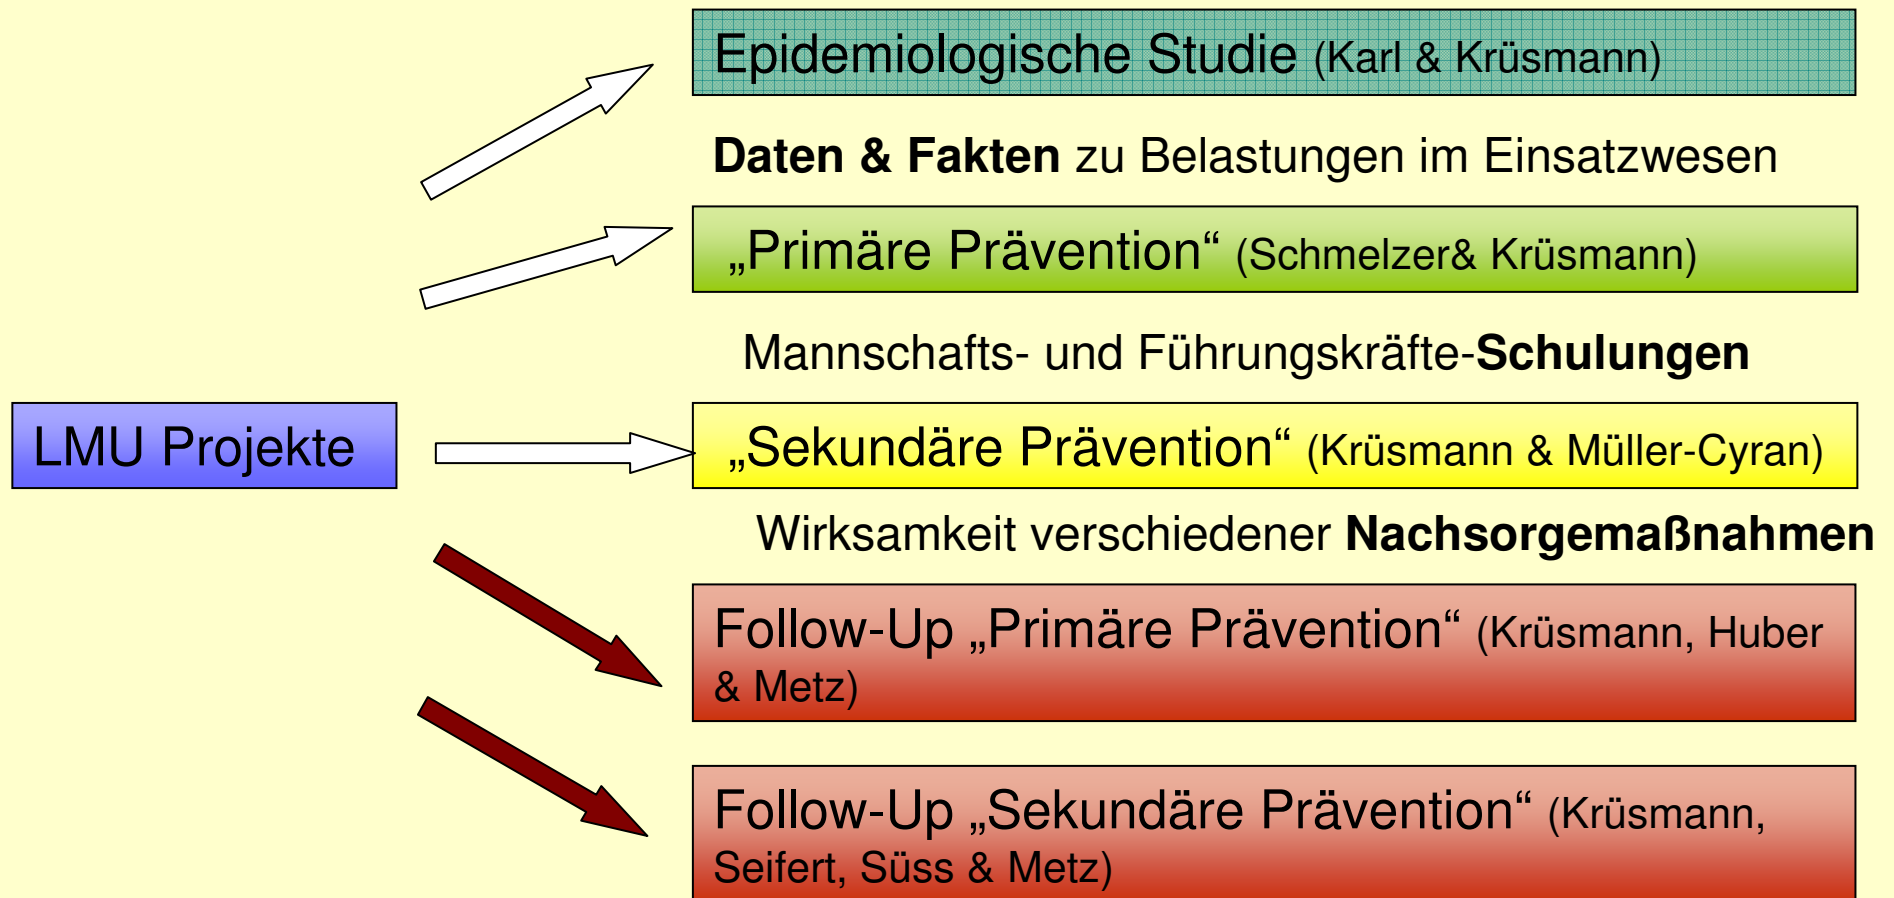 Epidemiologische Studie (Karl & Krüsmann)
Daten & Fakten zu Belastungen im Einsatzwesen
„Primäre Prävention“ (Schmelzer& Krüsmann)
Mannschafts- und Führungskräfte-Schulungen
LMU Projekte
„Sekundäre Prävention“ (Krüsmann & Müller-Cyran)
Wirksamkeit verschiedener Nachsorgemaßnahmen
Follow-Up „Primäre Prävention“ (Krüsmann, Huber
& Metz)
Follow-Up „Sekundäre Prävention“ (Krüsmann,
Seifert, Süss & Metz)